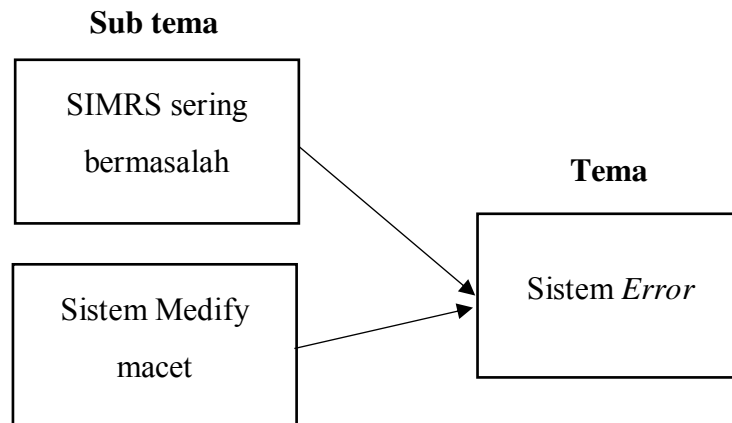 Sub tema
SIMRS sering
bermasalah
Tema
Sistem Error
Sistem Medify
macet